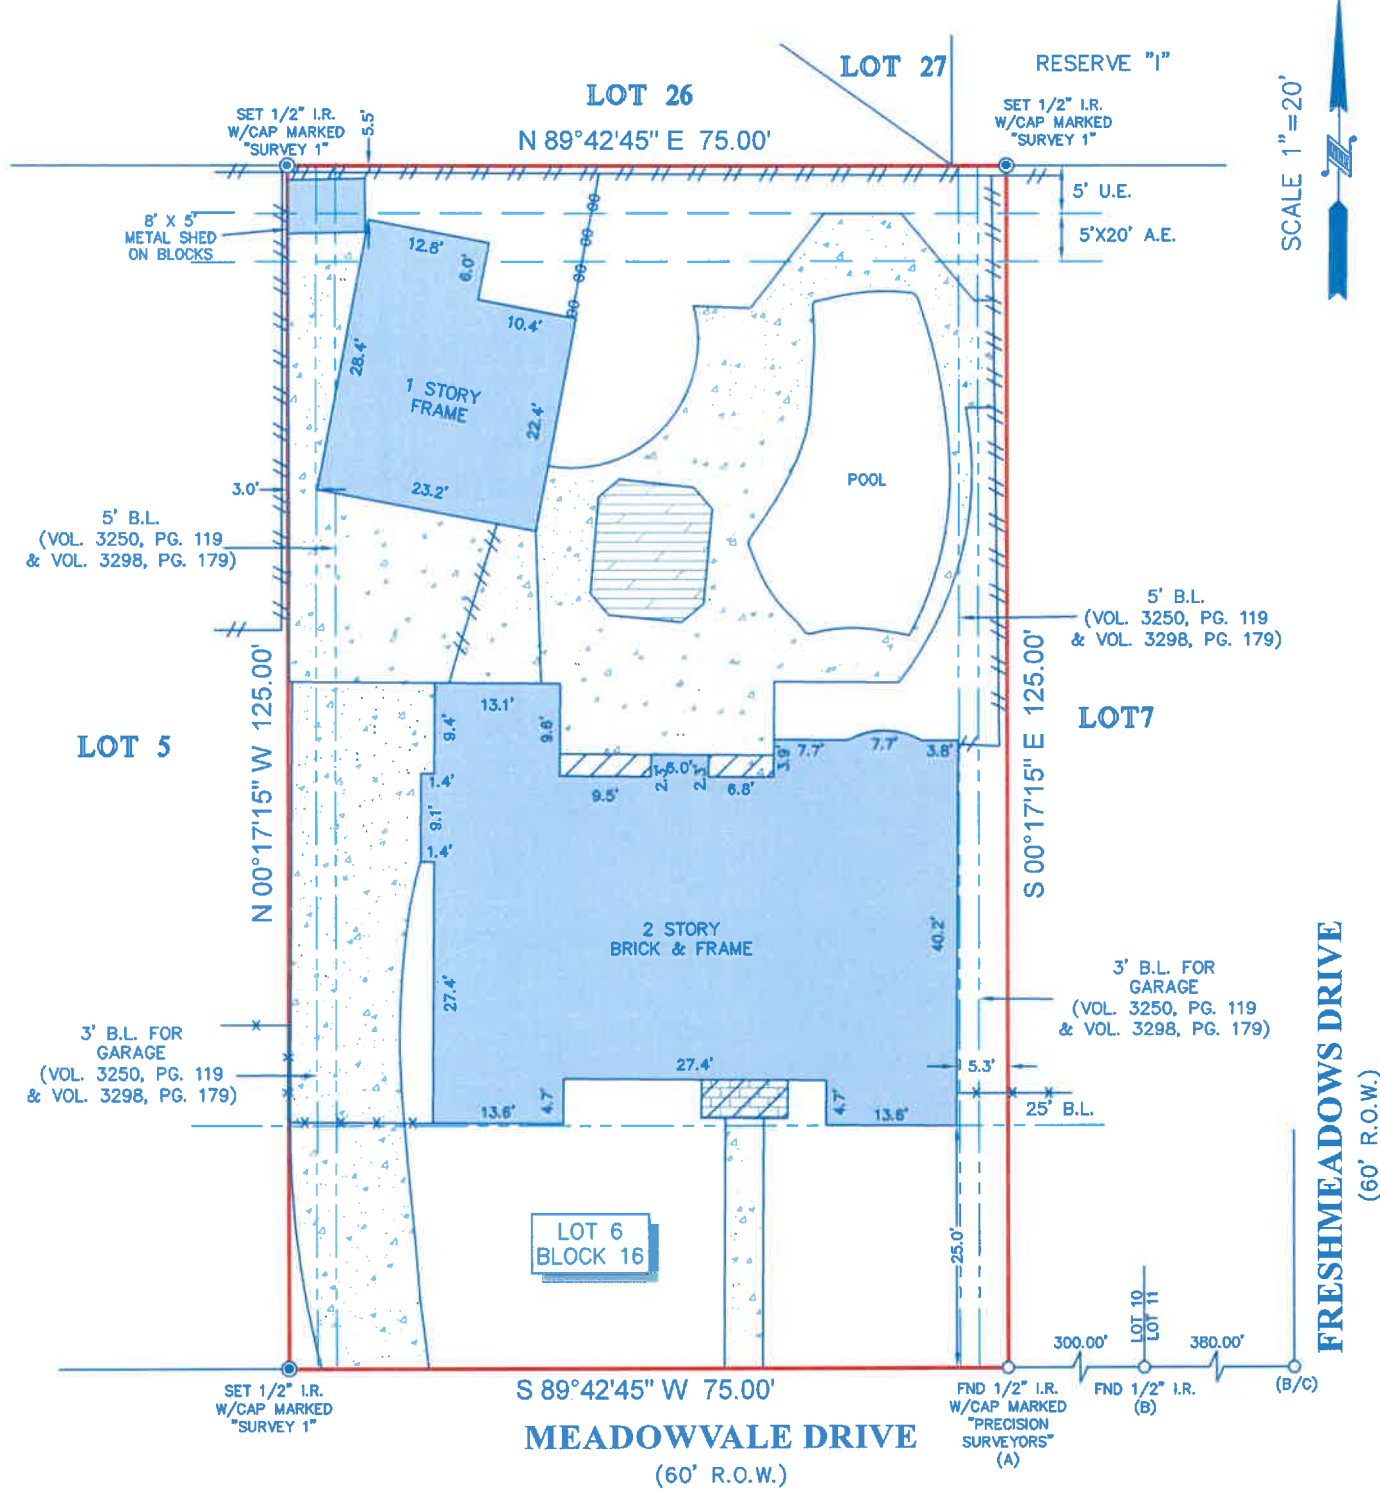 LOT 27
RESERVE "I"
LOT 26
SET 1/2" I.R.
W/CAP MARKED
"SURVEY 1"
5.5'
N 89°42'45" E 75.00'
SET 1/2" I.R.
W/CAP MARKED
"SURVEY 1"
SCALE 1"=20'
5' U.E.
5'X20' A.E.
8' X 5'
METAL SHED
ON BLOCKS
12.8'
6.0'
10.4'
28.4'
1 STORY
FRAME
22.4'
23.2'
3.0'
POOL
5' B.L.
(VOL. 3250, PG. 119
& VOL. 3298, PG. 179)
5' B.L.
(VOL. 3250, PG. 119
& VOL. 3298, PG. 179)
N 00°17'15" W 125.00'
S 00°17'15" E 125.00'
LOT 5
LOT7
13.1'
9.4'
9.6'
1.4'
9.1'
1.4'
9.5'
2.3'
6.0'
2.3'
6.8'
3.9'
7.7'
7.7'
3.8'
2 STORY
BRICK & FRAME
40.2'
27.4'
3' B.L. FOR
GARAGE
(VOL. 3250, PG. 119
& VOL. 3298, PG. 179)
3' B.L. FOR
GARAGE
(VOL. 3250, PG. 119
& VOL. 3298, PG. 179)
27.4'
5.3'
13.6'
4.7'
4.7'
13.6'
25' B.L.
LOT 6
BLOCK 16
25.0'
FRESHMEADOWS DRIVE
(60' R.O.W.)
300.00'
LOT 10
LOT 11
380.00'
SET 1/2" I.R.
W/CAP MARKED
"SURVEY 1"
S 89°42'45" W 75.00'
FND 1/2" I.R.
W/CAP MARKED
"PRECISION
SURVEYORS"
(A)
FND 1/2" I.R.
(B)
(B/C)
MEADOWVALE DRIVE
(60' R.O.W.)